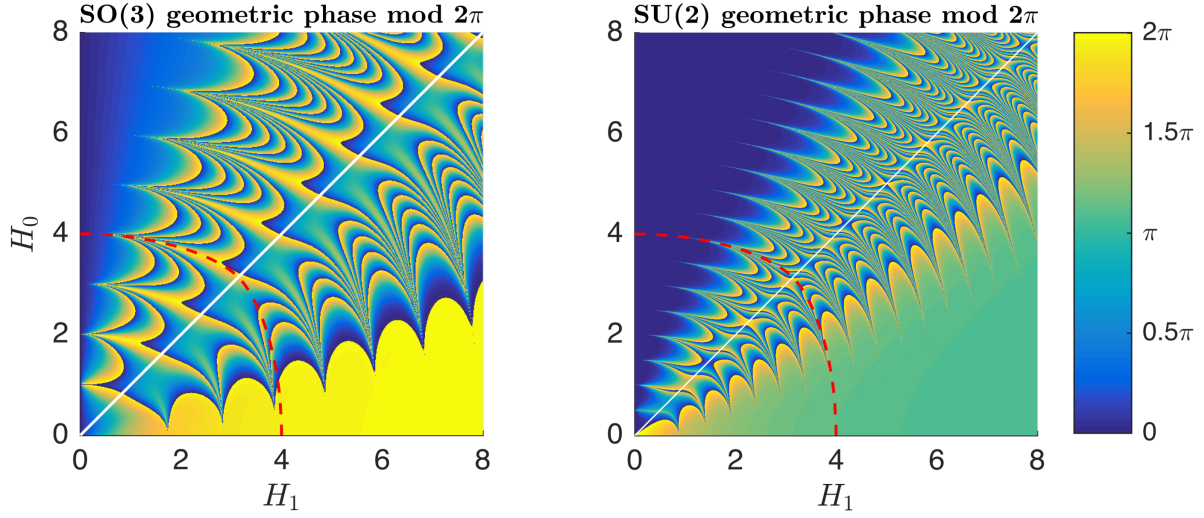 SO(3) geometric phase mod 2π
SU(2) geometric phase mod 2π
8
6
4
2
0
H₀
0 2 4 6 8
H₁
8
6
4
2
0
0 2 4 6 8
H₁
2π
1.5π
π
0.5π
0